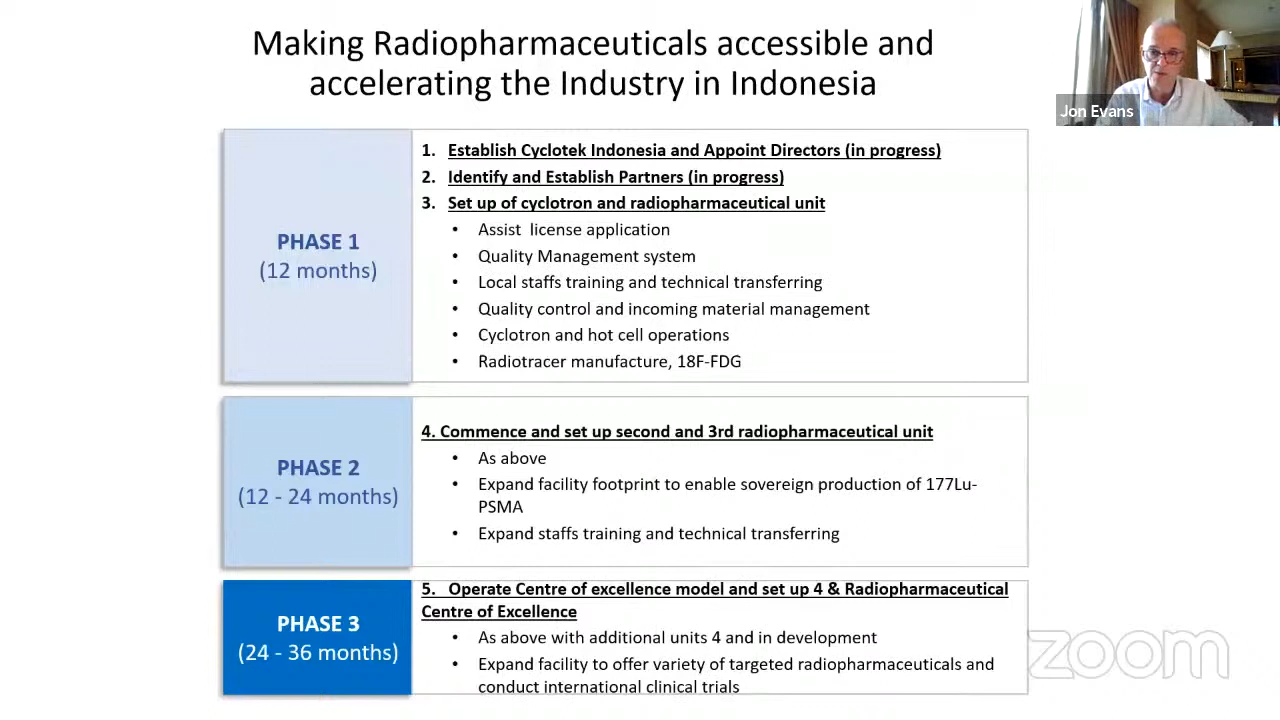 Making Radiopharmaceuticals accessible and
accelerating the Industry in Indonesia
Jon Evans
PHASE 1
(12 months)
1. Establish Cyclotek Indonesia and Appoint Directors (in progress)
2. Identify and Establish Partners (in progress)
3. Set up of cyclotron and radiopharmaceutical unit
• Assist license application
• Quality Management system
• Local staffs training and technical transferring
• Quality control and incoming material management
• Cyclotron and hot cell operations
• Radiotracer manufacture, 18F-FDG
PHASE 2
(12 - 24 months)
4. Commence and set up second and 3rd radiopharmaceutical unit
• As above
• Expand facility footprint to enable sovereign production of 177Lu-
PSMA
• Expand staffs training and technical transferring
PHASE 3
(24 - 36 months)
5. Operate Centre of excellence model and set up 4 & Radiopharmaceutical
Centre of Excellence
• As above with additional units 4 and in development
• Expand facility to offer variety of targeted radiopharmaceuticals and
conduct international clinical trials
zoom